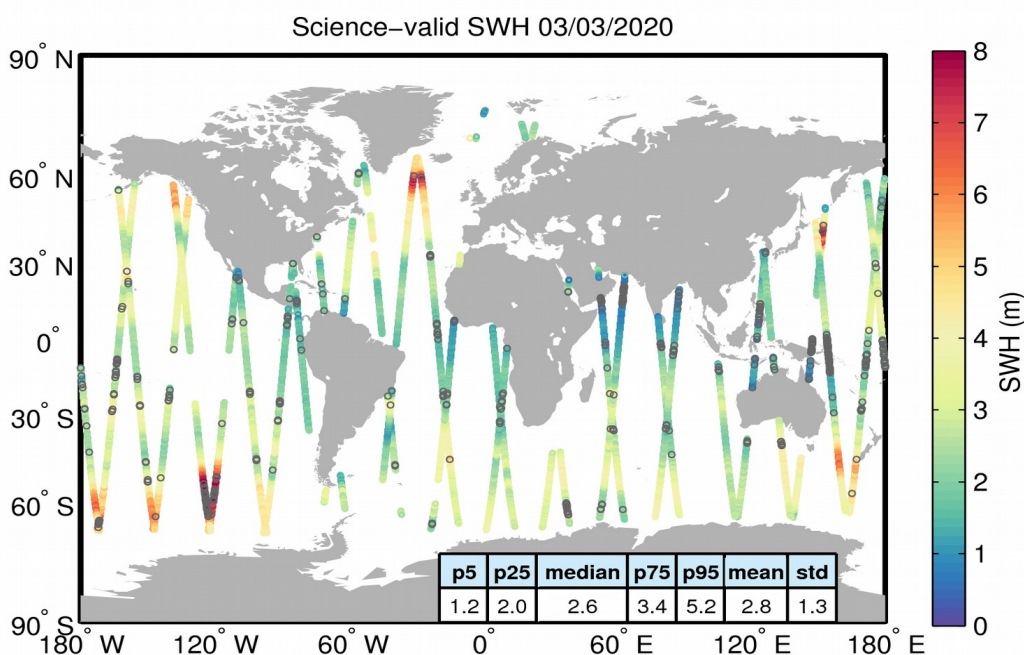 Science−valid SWH 03/03/2020
90° N
60° N
30° N
0°
30° S
60° S
90° S
180° W
120° W
60° W
0°
60° E
120° E
180° E
p5 p25 median p75 p95 mean std
1.2 2.0 2.6 3.4 5.2 2.8 1.3
8
7
6
5
4
3
2
1
0
SWH (m)